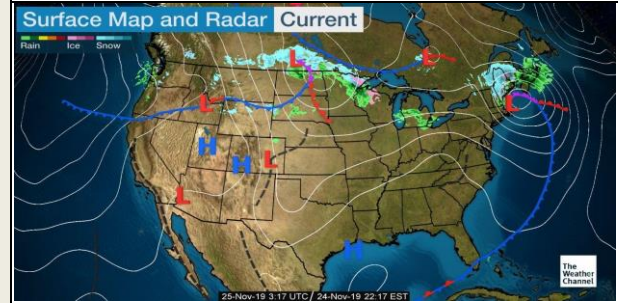 Surface Map and Radar Current
Rain Ice Snow
L
L
L
H
H
L
L
L
H
The
Weather
Channel
25-Nov-19 3:17 UTC/ 24-Nov-19 22:17 EST